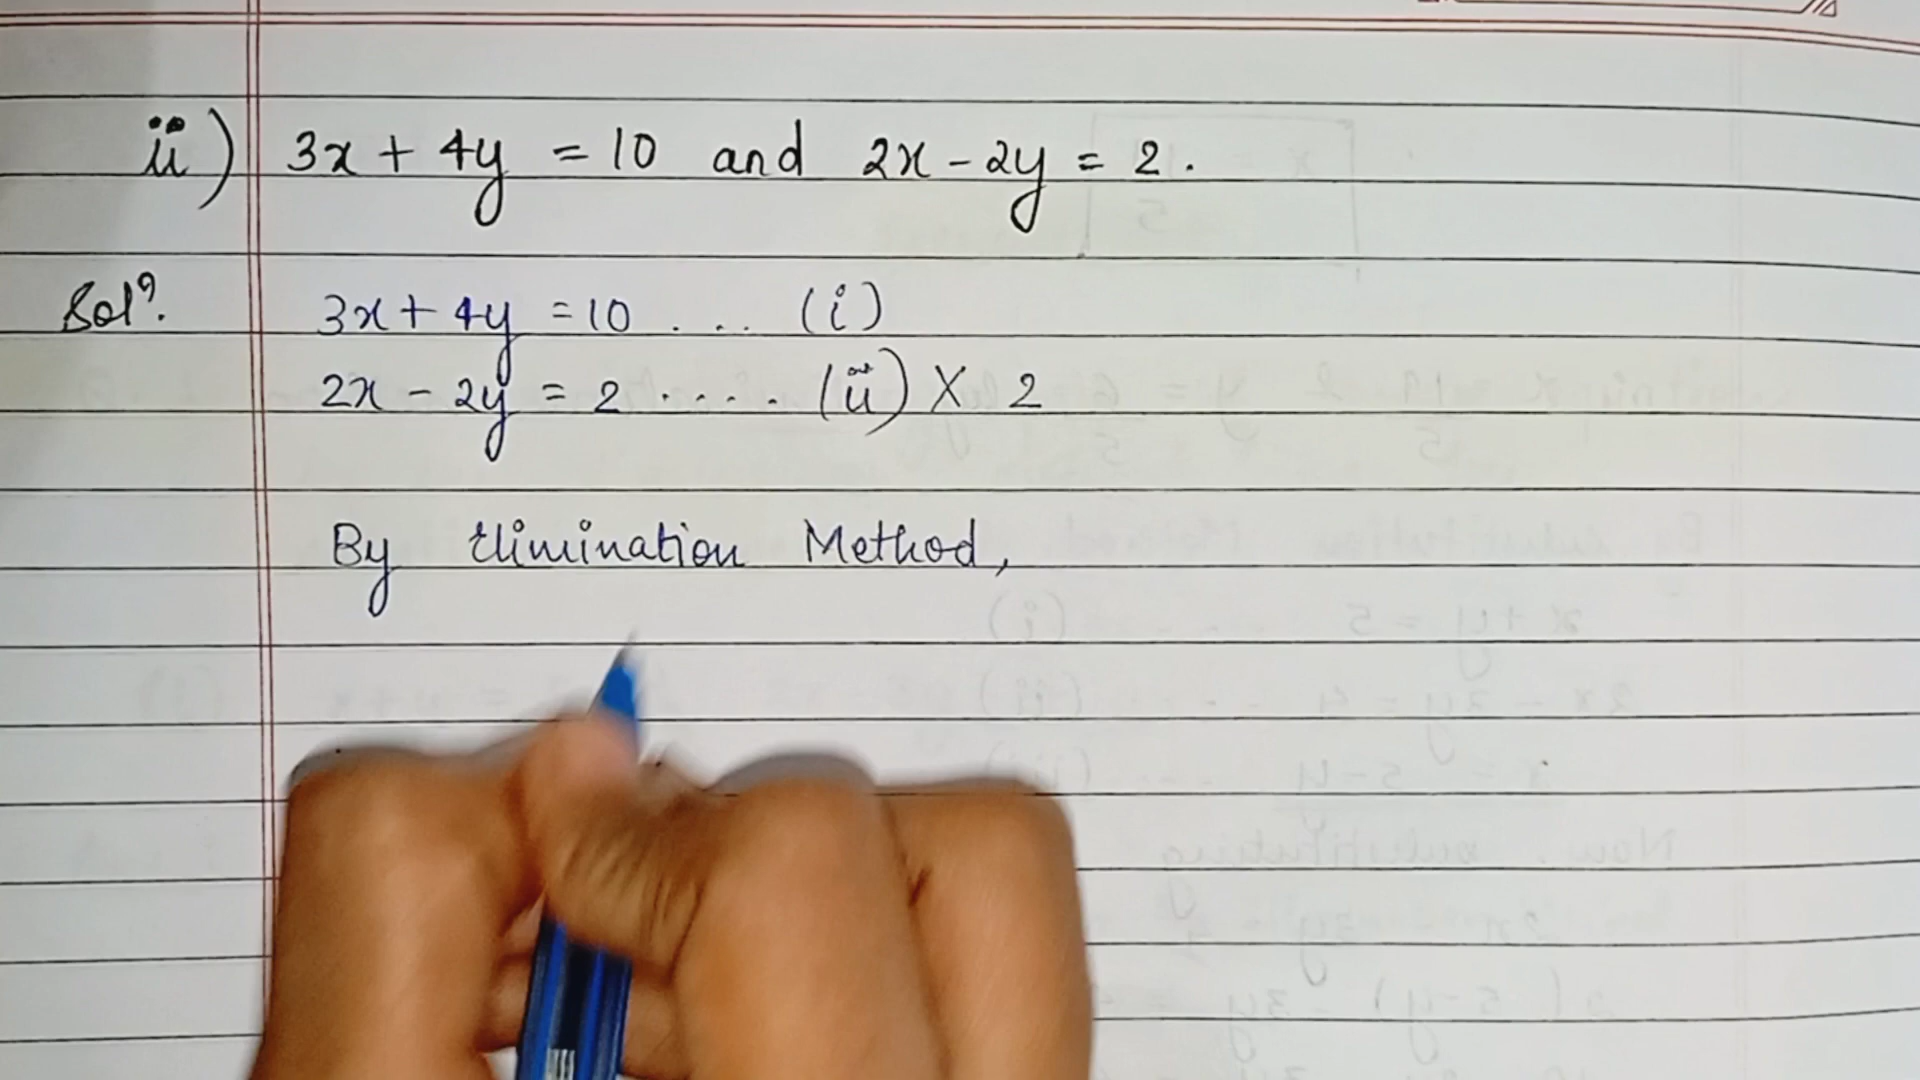 ii) 3x + 4y = 10 and 2x - 2y = 2.
Solⁿ. 3x + 4y = 10 .... (i)
2x - 2y = 2 ..... (ii) X 2
By Elimination Method,